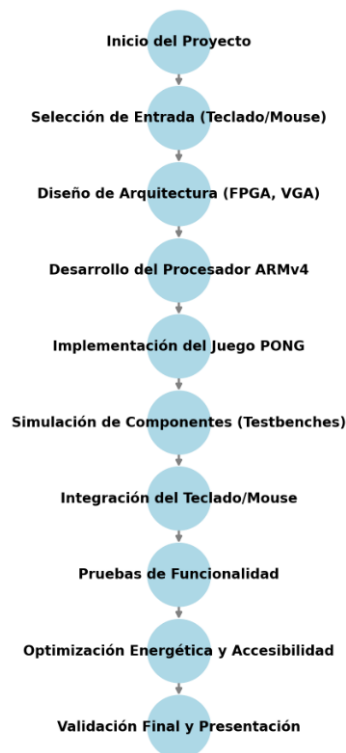 Inicio del Proyecto
Selección de Entrada (Teclado/Mouse)
Diseño de Arquitectura (FPGA, VGA)
Desarrollo del Procesador ARMv4
Implementación del Juego PONG
Simulación de Componentes (Testbenches)
Integración del Teclado/Mouse
Pruebas de Funcionalidad
Optimización Energética y Accesibilidad
Validación Final y Presentación